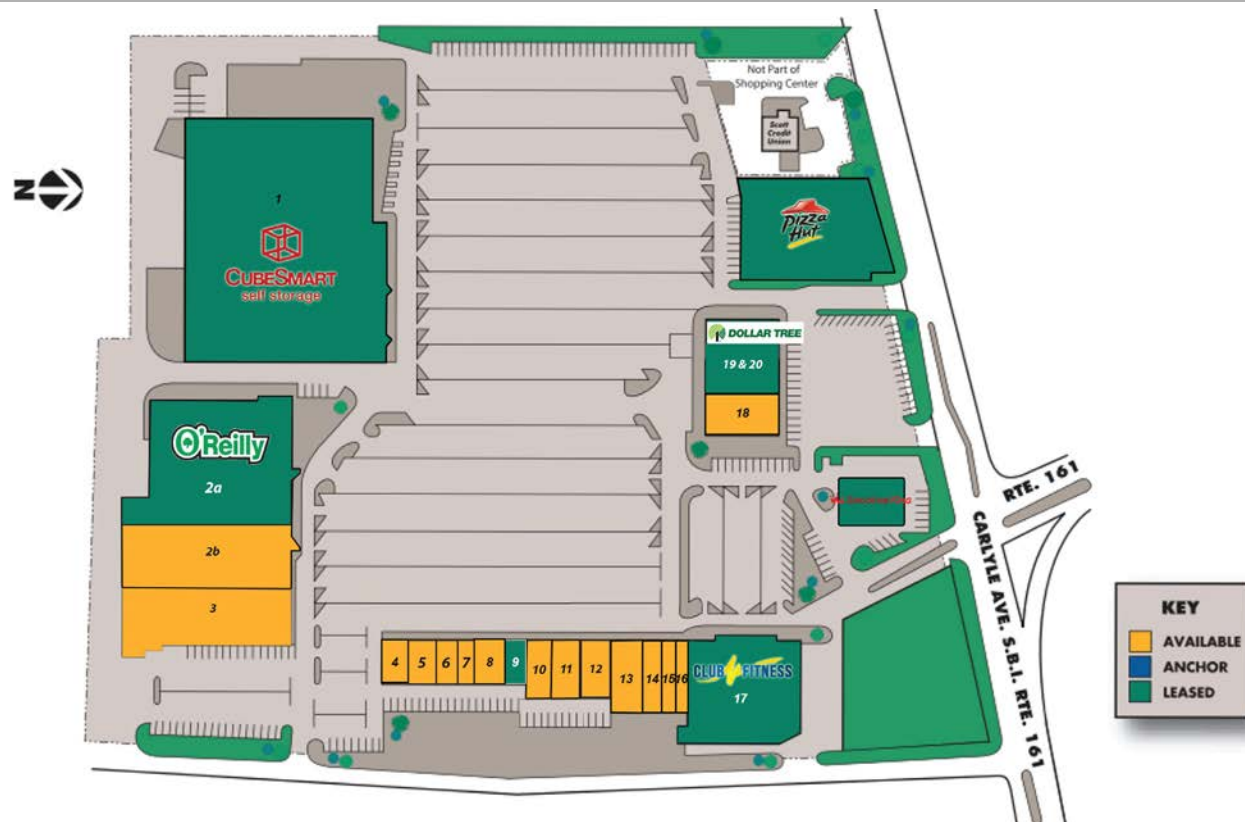 Not Part of
Shopping Center
Scott
Credit
Union
N
1
CUBESMART
self storage
Pizza
Hut
DOLLAR TREE
19 & 20
18
O'Reilly
2a
2b
3
RTE. 161
CARLYLE AVE. S.B.I. RTE. 161
4
5
6
7
8
9
10
11
12
13
14
15
16
CLUB 4 FITNESS
17
KEY
AVAILABLE
ANCHOR
LEASED